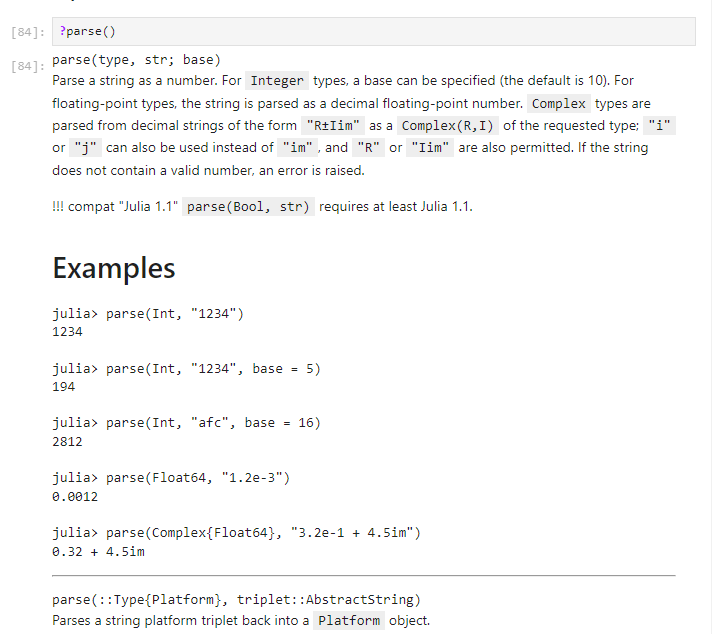 [84]: ?parse()
[84]: parse(type, str; base)
Parse a string as a number. For Integer types, a base can be specified (the default is 10). For
floating-point types, the string is parsed as a decimal floating-point number. Complex types are
parsed from decimal strings of the form "R±Iim" as a Complex(R,I) of the requested type; "i"
or "j" can also be used instead of "im", and "R" or "Iim" are also permitted. If the string
does not contain a valid number, an error is raised.
!!! compat "Julia 1.1" parse(Bool, str) requires at least Julia 1.1.
Examples
julia> parse(Int, "1234")
1234
julia> parse(Int, "1234", base = 5)
194
julia> parse(Int, "afc", base = 16)
2812
julia> parse(Float64, "1.2e-3")
0.0012
julia> parse(Complex{Float64}, "3.2e-1 + 4.5im")
0.32 + 4.5im
parse(::Type{Platform}, triplet::AbstractString)
Parses a string platform triplet back into a Platform object.